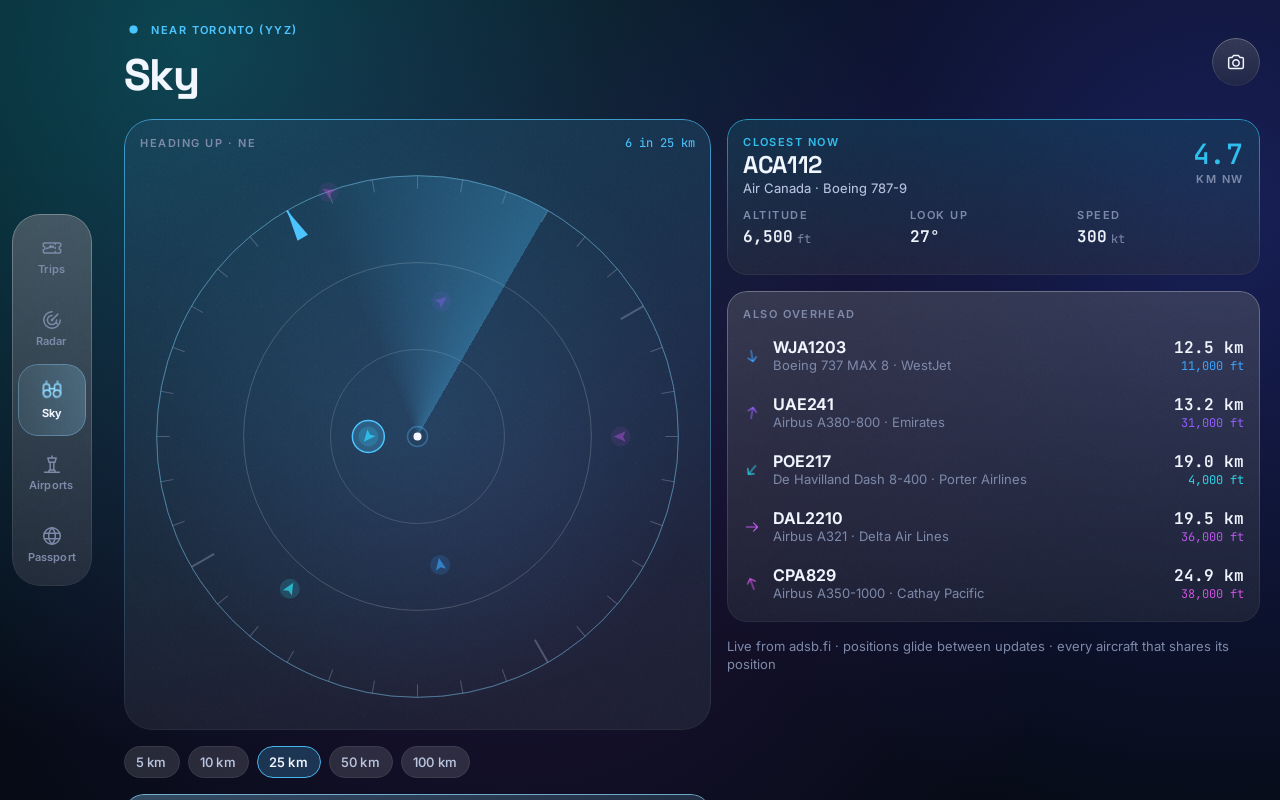 NEAR TORONTO (YYZ)
Sky
HEADING UP · NE
6 in 25 km
Trips
Radar
Sky
Airports
Passport
5 km
10 km
25 km
50 km
100 km
CLOSEST NOW
ACA112
Air Canada · Boeing 787-9
4.7
KM NW
ALTITUDE
6,500 ft
LOOK UP
27°
SPEED
300 kt
ALSO OVERHEAD
WJA1203
Boeing 737 MAX 8 · WestJet
12.5 km
11,000 ft
UAE241
Airbus A380-800 · Emirates
13.2 km
31,000 ft
POE217
De Havilland Dash 8-400 · Porter Airlines
19.0 km
4,000 ft
DAL2210
Airbus A321 · Delta Air Lines
19.5 km
36,000 ft
CPA829
Airbus A350-1000 · Cathay Pacific
24.9 km
38,000 ft
Live from adsb.fi · positions glide between updates · every aircraft that shares its
position